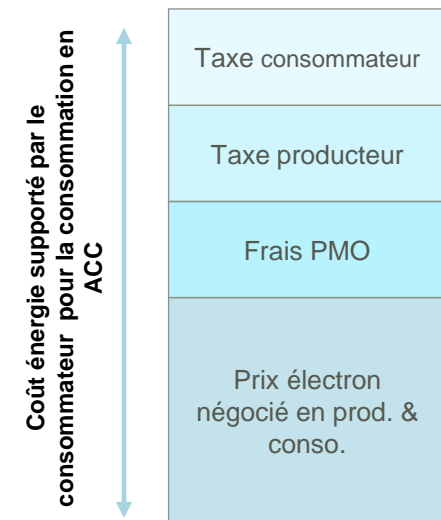 Coût énergie supporté par le
consommateur pour la consommation en
ACC
Taxe consommateur
Taxe producteur
Frais PMO
Prix électron
négocié en prod. &
conso.